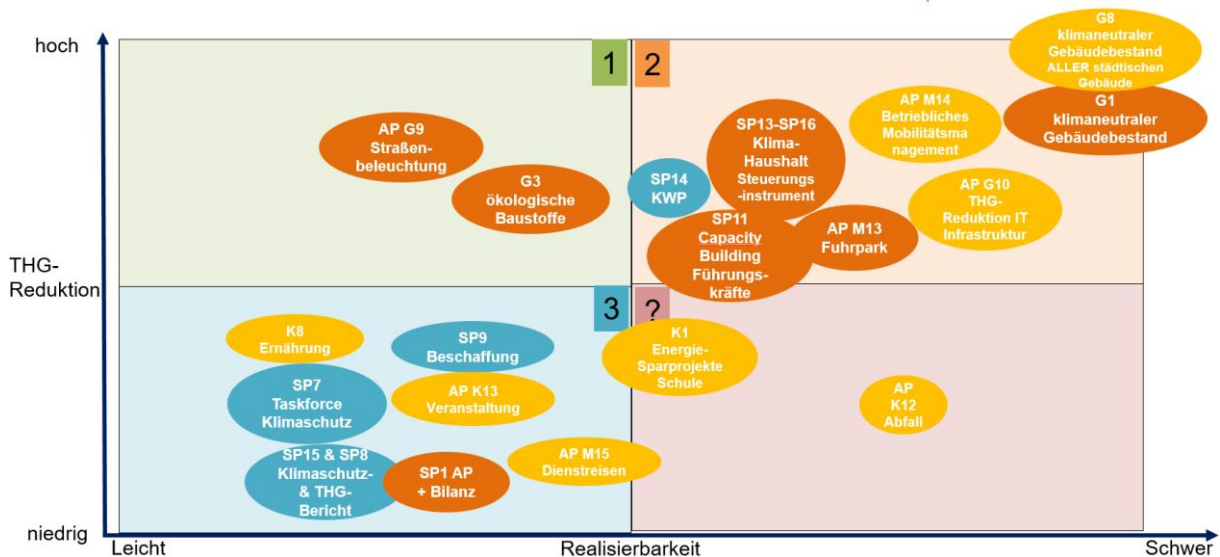 hoch
THG-
Reduktion
niedrig
Leicht
Realisierbarkeit
Schwer
1
2
3
?
AP G9
Straßen-
beleuchtung
G3
ökologische
Baustoffe
SP14
KWP
SP13-SP16
Klima-
Haushalt
Steuerungs
-instrument
SP11
Capacity
Building
Führungs-
kräfte
AP M13
Fuhrpark
AP M14
Betriebliches
Mobilitätsma
nagement
AP G10
THG-
Reduktion IT
Infrastruktur
G8
klimaneutraler
Gebäudebestand
ALLER städtischen
Gebäude
G1
klimaneutraler
Gebäudebestand
K8
Ernährung
SP9
Beschaffung
SP7
Taskforce
Klimaschutz
AP K13
Veranstaltung
SP15 & SP8
Klimaschutz-
& THG-
Bericht
SP1 AP
+ Bilanz
AP M15
Dienstreisen
K1
Energie-
Sparprojekte
Schule
AP
K12
Abfall